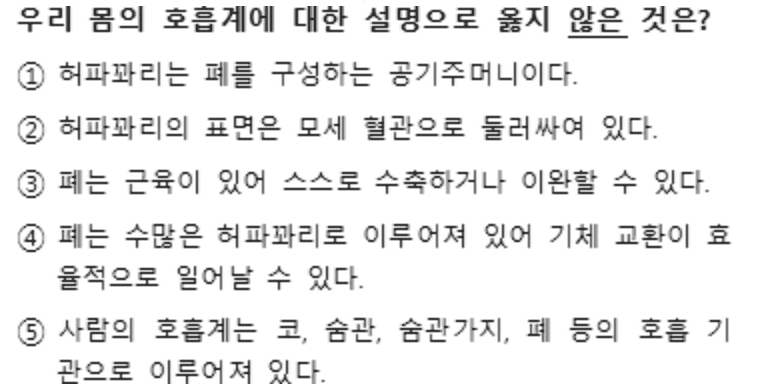 우리 몸의 호흡계에 대한 설명으로 옳지 않은 것은?
① 허파꽈리는 폐를 구성하는 공기주머니이다.
② 허파꽈리의 표면은 모세 혈관으로 둘러싸여 있다.
③ 폐는 근육이 있어 스스로 수축하거나 이완할 수 있다.
④ 폐는 수많은 허파꽈리로 이루어져 있어 기체 교환이 효
율적으로 일어날 수 있다.
⑤ 사람의 호흡계는 코, 숨관, 숨관가지, 폐 등의 호흡 기
관으로 이루어져 있다.